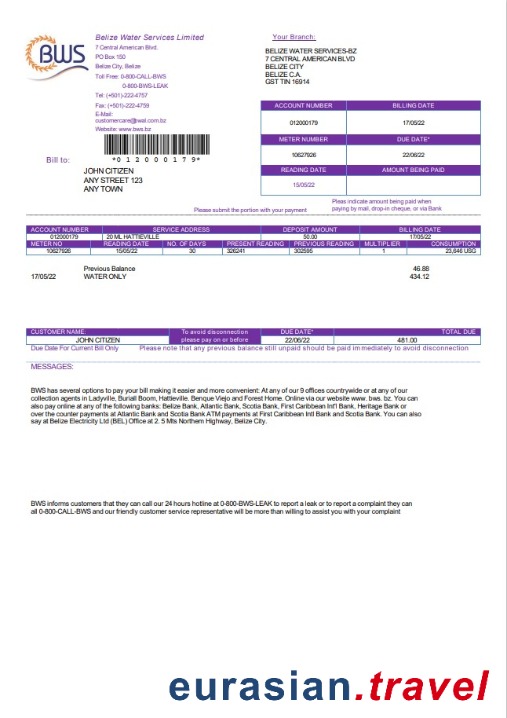 BWS
Belize Water Services Limited
7 Central American Blvd.
PO Box 150
Belize City, Belize
Toll Free: 0-800-CALL-BWS
0-800-BWS-LEAK
Tel: (+501)-222-4757
Fax: (+501)-222-4759
E-Mail:
customercare@wal.com.bz
Website: www.bws.bz
*012000179*
Your Branch:
BELIZE WATER SERVICES-BZ
7 CENTRAL AMERICAN BLVD
BELIZE CITY
BELIZE C.A.
GST TIN 16914
ACCOUNT NUMBER BILLING DATE
012000179 17/05/22
METER NUMBER DUE DATE*
10627926 22/06/22
READING DATE AMOUNT BEING PAID
15/05/22
Bill to:
JOHN CITIZEN
ANY STREET 123
ANY TOWN
Pleas indicate amount being paid when
paying by mail, drop-in cheque, or via Bank
Please submit the portion with your payment
ACCOUNT NUMBER SERVICE ADDRESS DEPOSIT AMOUNT BILLING DATE
012000179 20 ML HATTIEVILLE 50.00 17/05/22
METER NO READING DATE NO. OF DAYS PRESENT READING PREVIOUS READING MULTIPLIER CONSUMPTION
10627926 15/05/22 30 326241 302595 1 23,646 USG
Previous Balance 46.88
17/05/22 WATER ONLY 434.12
CUSTOMER NAME: To avoid disconnection DUE DATE* TOTAL DUE
JOHN CITIZEN please pay on or before 22/06/22 481.00
Due Date For Current Bill Only Please note that any previous balance still unpaid should be paid immediately to avoid disconnection
MESSAGES:
BWS has several options to pay your bill making it easier and more convenient: At any of our 9 offices countrywide or at any of our
collection agents in Ladyville, Buriall Boom, Hattieville. Benque Viejo and Forest Home. Online via our website www. bws. bz. You can
also pay online at any of the following banks: Belize Bank, Atlantic Bank, Scotia Bank, First Caribbean Int'l Bank, Heritage Bank or
over the counter payments at Atlantic Bank and Scotia Bank ATM payments at First Caribbean Intl Bank and Scotia Bank. You can also
say at Belize Electricity Ltd (BEL) Office at 2. 5 Mts Northern Highway, Belize City.
BWS informs customers that they can call our 24 hours hotline at 0-800-BWS-LEAK to report a leak or to report a complaint they can
all 0-800-CALL-BWS and our friendly customer service representative will be more than willing to assist you with your complaint
eurasian.travel